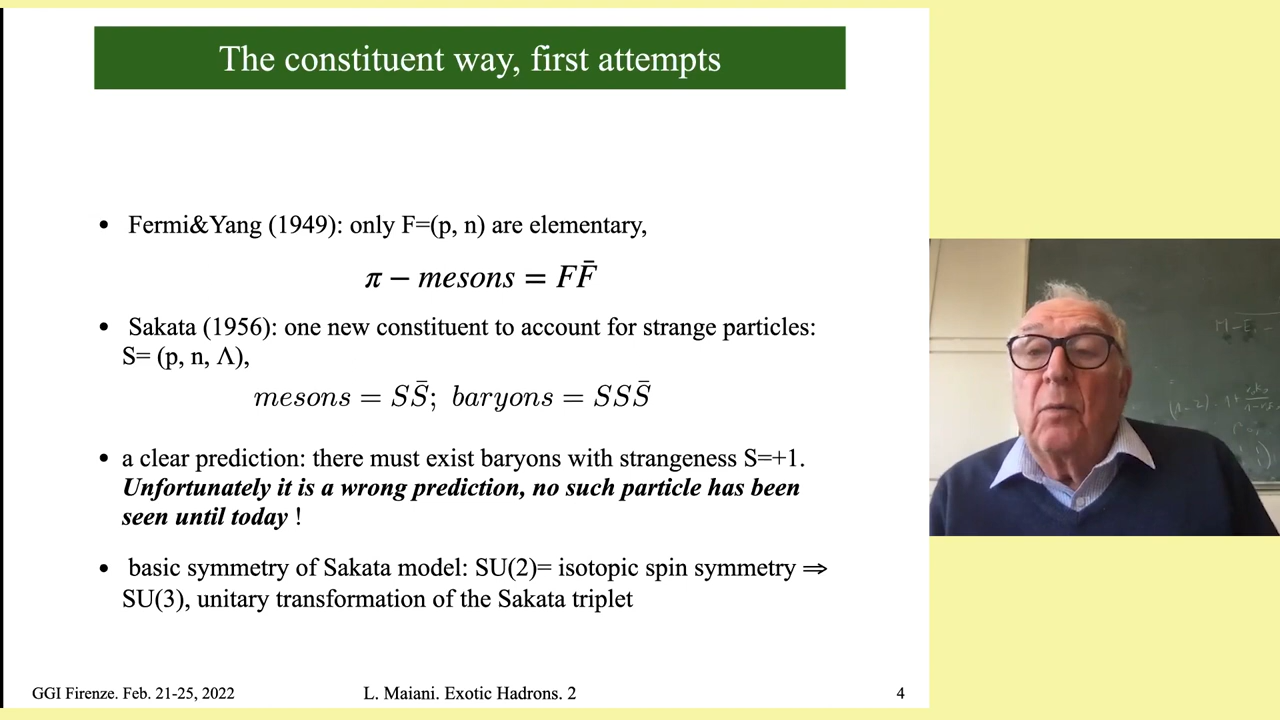 The constituent way, first attempts
• Fermi&Yang (1949): only F=(p, n) are elementary,
π − mesons = FF̄
• Sakata (1956): one new constituent to account for strange particles:
S= (p, n, Λ),
mesons = SS̄; baryons = SSS̄
• a clear prediction: there must exist baryons with strangeness S=+1.
Unfortunately it is a wrong prediction, no such particle has been
seen until today !
• basic symmetry of Sakata model: SU(2)= isotopic spin symmetry ⇒
SU(3), unitary transformation of the Sakata triplet
GGI Firenze. Feb. 21-25, 2022
L. Maiani. Exotic Hadrons. 2
4